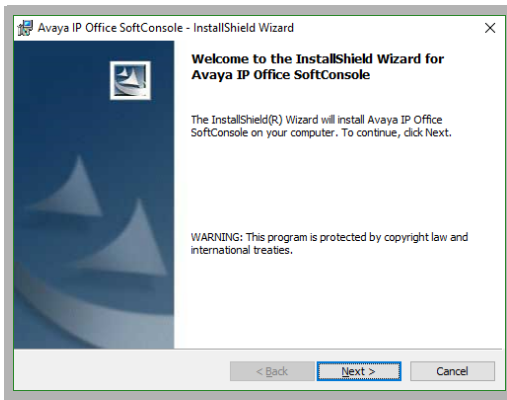 Avaya IP Office SoftConsole - InstallShield Wizard
Welcome to the InstallShield Wizard for
Avaya IP Office SoftConsole
The InstallShield(R) Wizard will install Avaya IP Office
SoftConsole on your computer. To continue, click Next.
WARNING: This program is protected by copyright law and
international treaties.
< Back Next > Cancel